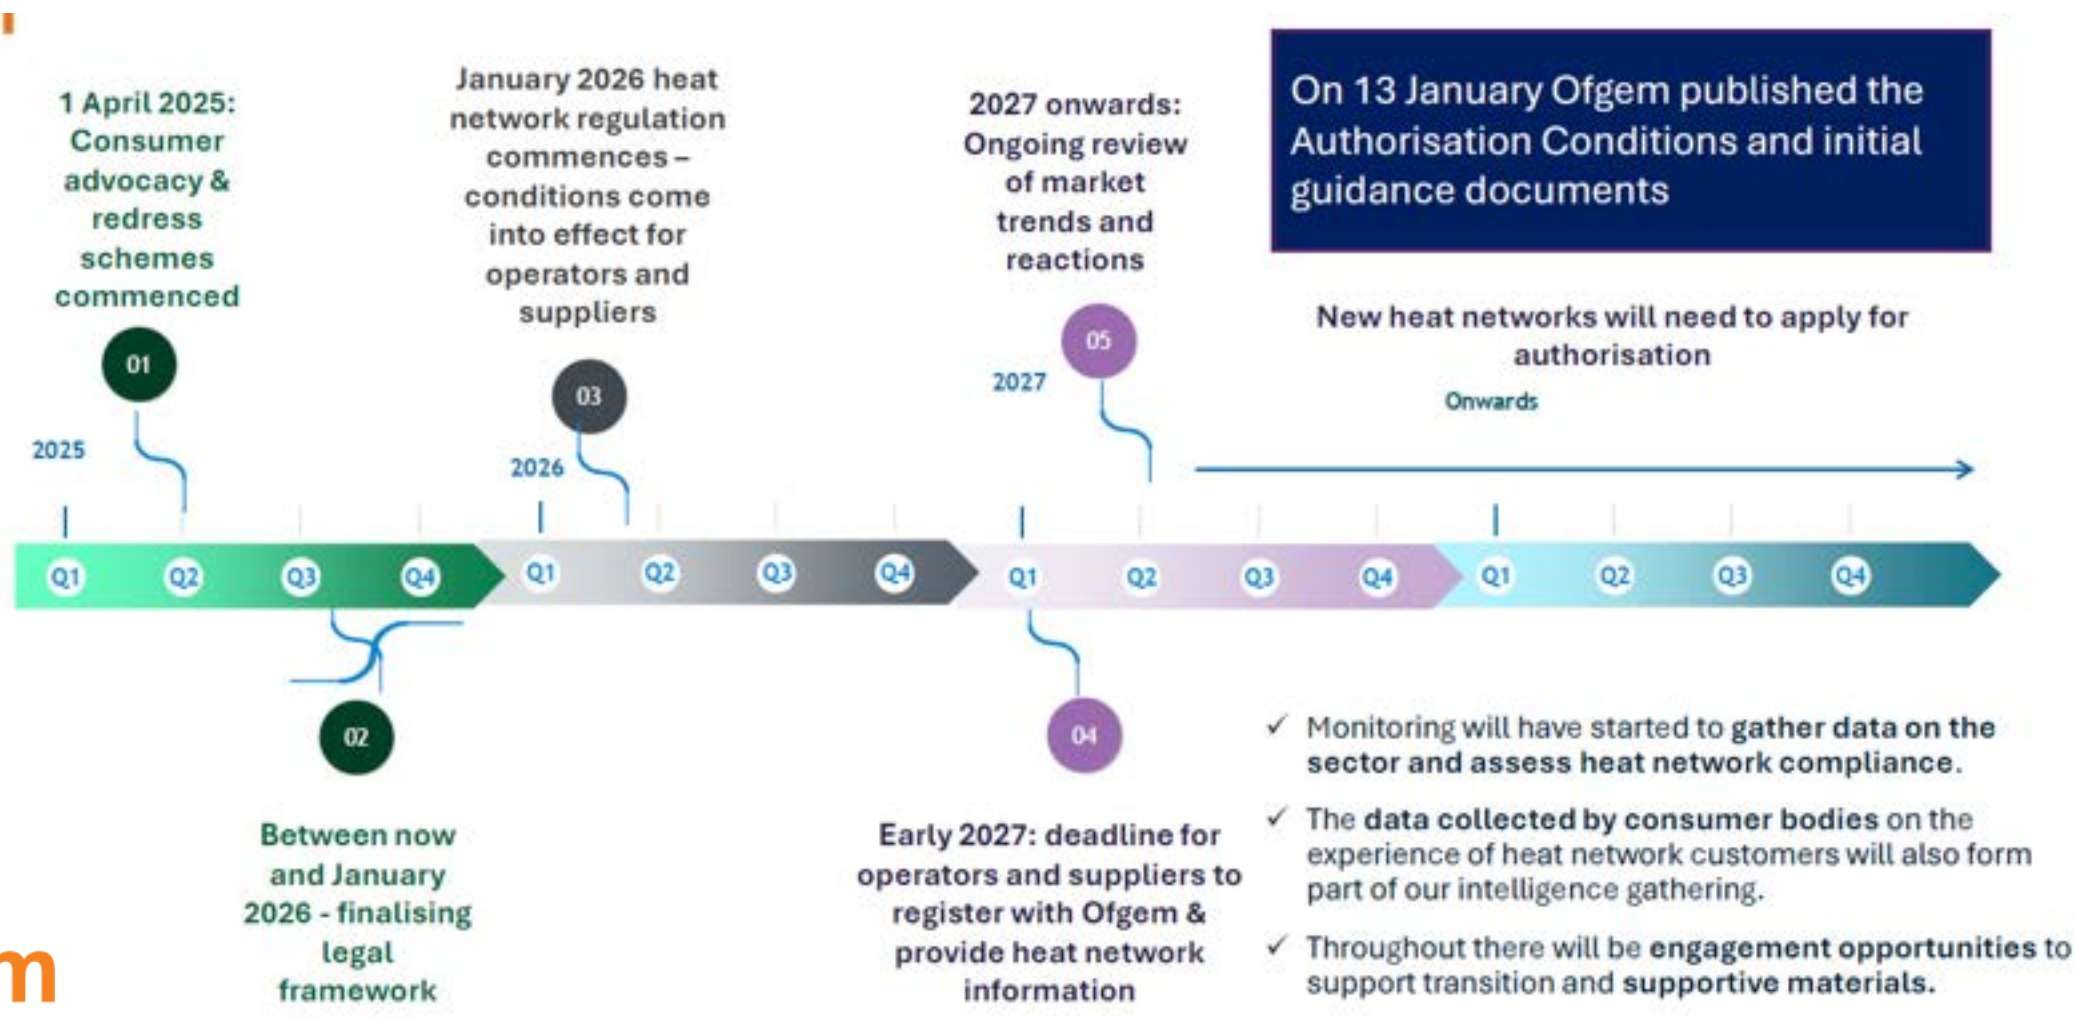 1 April 2025:
Consumer
advocacy &
redress
schemes
commenced
01
January 2026 heat
network regulation
commences –
conditions come
into effect for
operators and
suppliers
03
2027 onwards:
Ongoing review
of market
trends and
reactions
05
On 13 January Ofgem published the
Authorisation Conditions and initial
guidance documents
New heat networks will need to apply for
authorisation
Onwards
2025
2026
2027
Q1 Q2 Q3 Q4 Q1 Q2 Q3 Q4 Q1 Q2 Q3 Q4 Q1 Q2 Q3 Q4
02
Between now
and January
2026 - finalising
legal
framework
04
Early 2027: deadline for
operators and suppliers to
register with Ofgem &
provide heat network
information
✓ Monitoring will have started to gather data on the
sector and assess heat network compliance.
✓ The data collected by consumer bodies on the
experience of heat network customers will also form
part of our intelligence gathering.
✓ Throughout there will be engagement opportunities to
support transition and supportive materials.
m